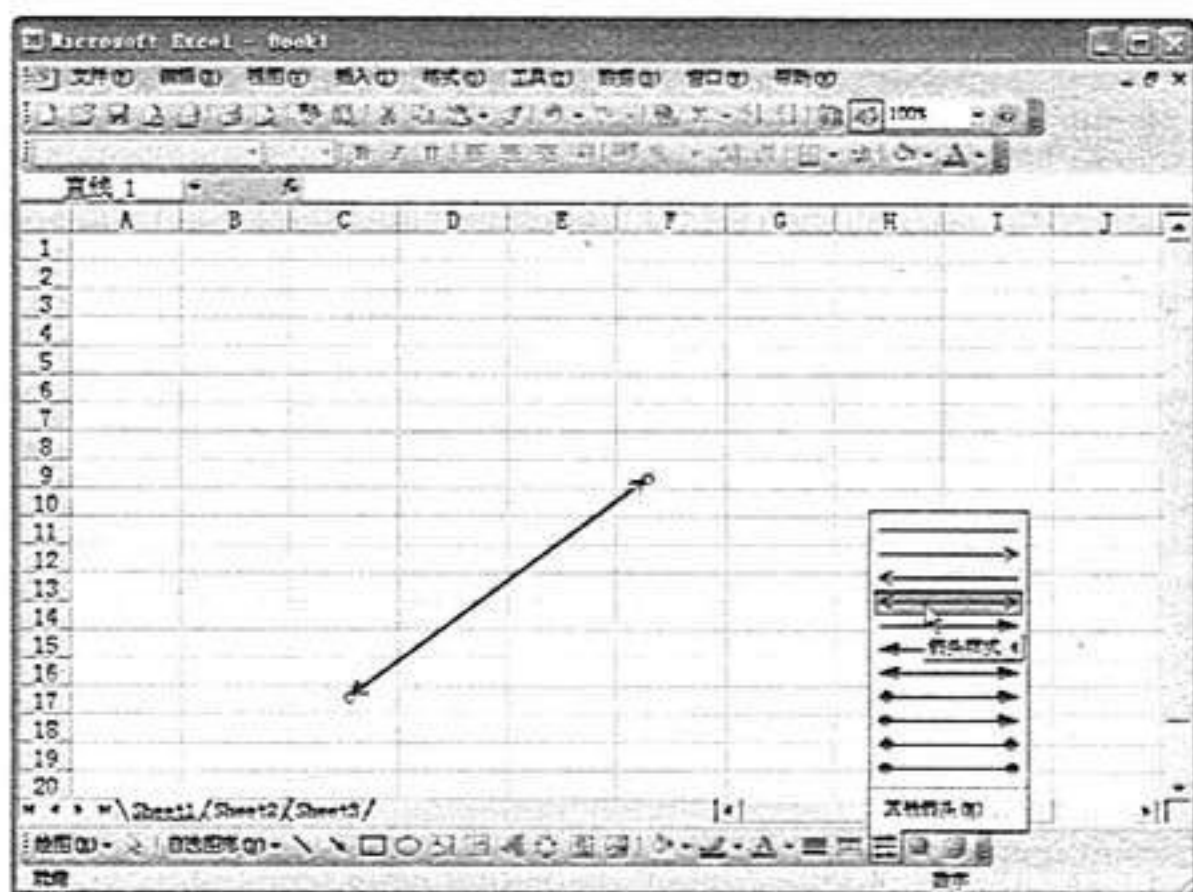 Microsoft Excel - Book1
文件(F) 编辑(E) 视图(V) 插入(I) 格式(O) 工具(T) 数据(D) 窗口(W) 帮助(H)
100%
直线 1
A B C D E F G H I J
1
2
3
4
5
6
7
8
9
10
11
12
13
14
15
箭头样式 4
16
17
18
19
20
Sheet1 Sheet2 Sheet3
其他箭头(M)...
绘图(D) 自选图形(U)
就绪 数字